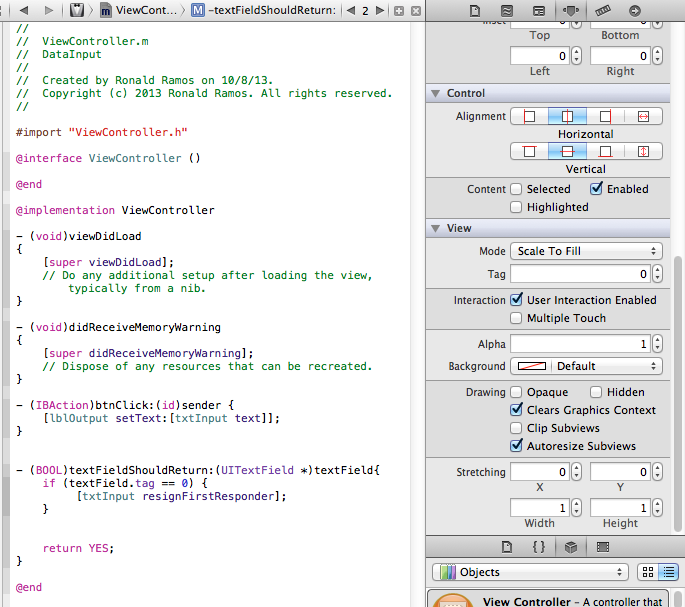 ViewCont... M -textFieldShouldReturn: 2
//
// ViewController.m
// DataInput
//
// Created by Ronald Ramos on 10/8/13.
// Copyright (c) 2013 Ronald Ramos. All rights reserved.
//
#import "ViewController.h"
@interface ViewController ()
@end
@implementation ViewController
- (void)viewDidLoad
{
[super viewDidLoad];
// Do any additional setup after loading the view,
typically from a nib.
}
- (void)didReceiveMemoryWarning
{
[super didReceiveMemoryWarning];
// Dispose of any resources that can be recreated.
}
- (IBAction)btnClick:(id)sender {
[lblOutput setText:[txtInput text]];
}
- (BOOL)textFieldShouldReturn:(UITextField *)textField{
if (textField.tag == 0) {
[txtInput resignFirstResponder];
}
return YES;
}
@end
Inset 0 0
Top Bottom
0 0
Left Right
Control
Alignment
Horizontal
Vertical
Content Selected Enabled
Highlighted
View
Mode Scale To Fill
Tag 0
Interaction User Interaction Enabled
Multiple Touch
Alpha 1
Background Default
Drawing Opaque Hidden
Clears Graphics Context
Clip Subviews
Autoresize Subviews
Stretching 0 0
X Y
1 1
Width Height
{ }
Objects
View Controller - A controller that